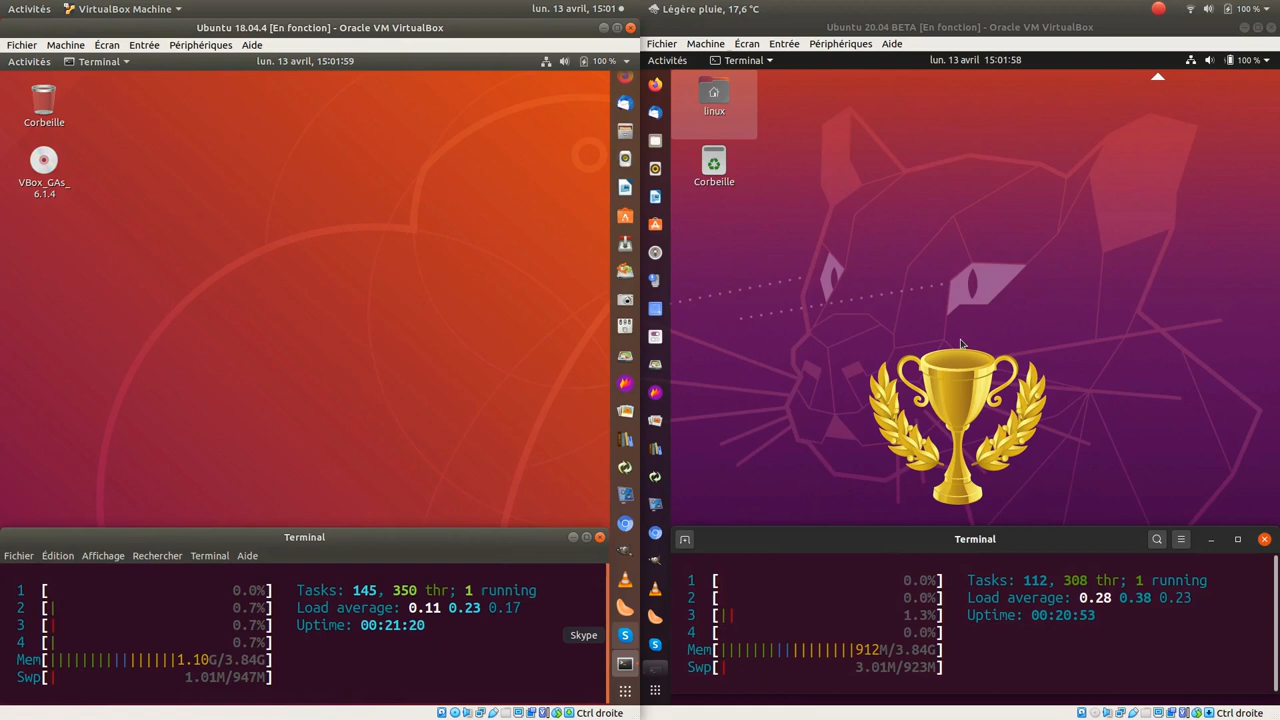 Activités
VirtualBox Machine
lun. 13 avril, 15:01
Ubuntu 18.04.4 [En fonction] - Oracle VM VirtualBox
Fichier Machine Écran Entrée Périphériques Aide
Activités
Terminal
lun. 13 avril, 15:01:59
100 %
Corbeille
VBox_GAs_
6.1.4
Skype
Terminal
Fichier Édition Affichage Rechercher Terminal Aide
1 [ 0.0%]
2 [| 0.7%]
3 [| 0.7%]
4 [| 0.7%]
Mem[||||||||||||||||||1.10G/3.84G]
Swp[| 1.01M/947M]
Tasks: 145, 350 thr; 1 running
Load average: 0.11 0.23 0.17
Uptime: 00:21:20
Ctrl droite
Légère pluie, 17,6 °C
100 %
Ubuntu 20.04 BETA [En fonction] - Oracle VM VirtualBox
Fichier Machine Écran Entrée Périphériques Aide
Activités
Terminal
lun. 13 avril 15:01:58
100 %
linux
Corbeille
Terminal
1 [ 0.0%]
2 [ 0.0%]
3 [|| 1.3%]
4 [ 0.0%]
Mem[|||||||||||||||||||912M/3.84G]
Swp[| 3.01M/923M]
Tasks: 112, 308 thr; 1 running
Load average: 0.28 0.38 0.23
Uptime: 00:20:53
Ctrl droite